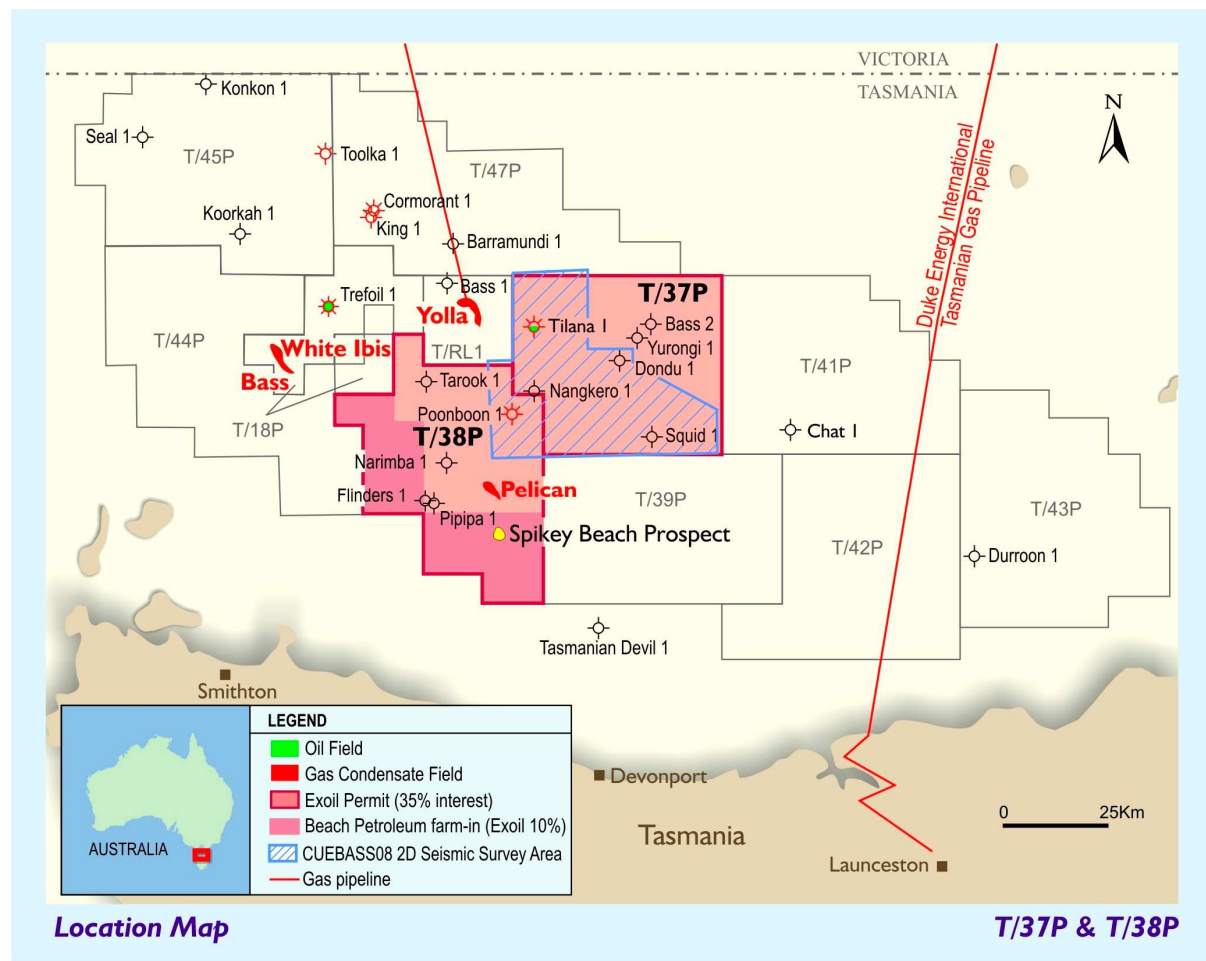 VICTORIA
TASMANIA
N
Konkon 1
Seal 1
T/45P
Toolka 1
T/47P
Cormorant 1
King 1
Koorkah 1
Barramundi 1
Duke Energy International
Tasmanian Gas Pipeline
Bass 1
Trefoil 1
Yolla
T/37P
Tilana 1
Bass 2
Yurongi 1
Dondu 1
T/44P
White Ibis
T/RL1
Bass
T/41P
Tarook 1
Nangkero 1
Poonboon 1
T/18P
T/38P
Squid 1
Chat 1
Narimba 1
Pelican
Flinders 1
Pipipa 1
T/39P
T/43P
Spikey Beach Prospect
T/42P
Durroon 1
Tasmanian Devil 1
Smithton
LEGEND
Oil Field
Gas Condensate Field
Exoil Permit (35% interest)
Beach Petroleum farm-in (Exoil 10%)
CUEBASS08 2D Seismic Survey Area
Gas pipeline
AUSTRALIA
Devonport
Tasmania
0 25Km
Launceston
Location Map
T/37P & T/38P